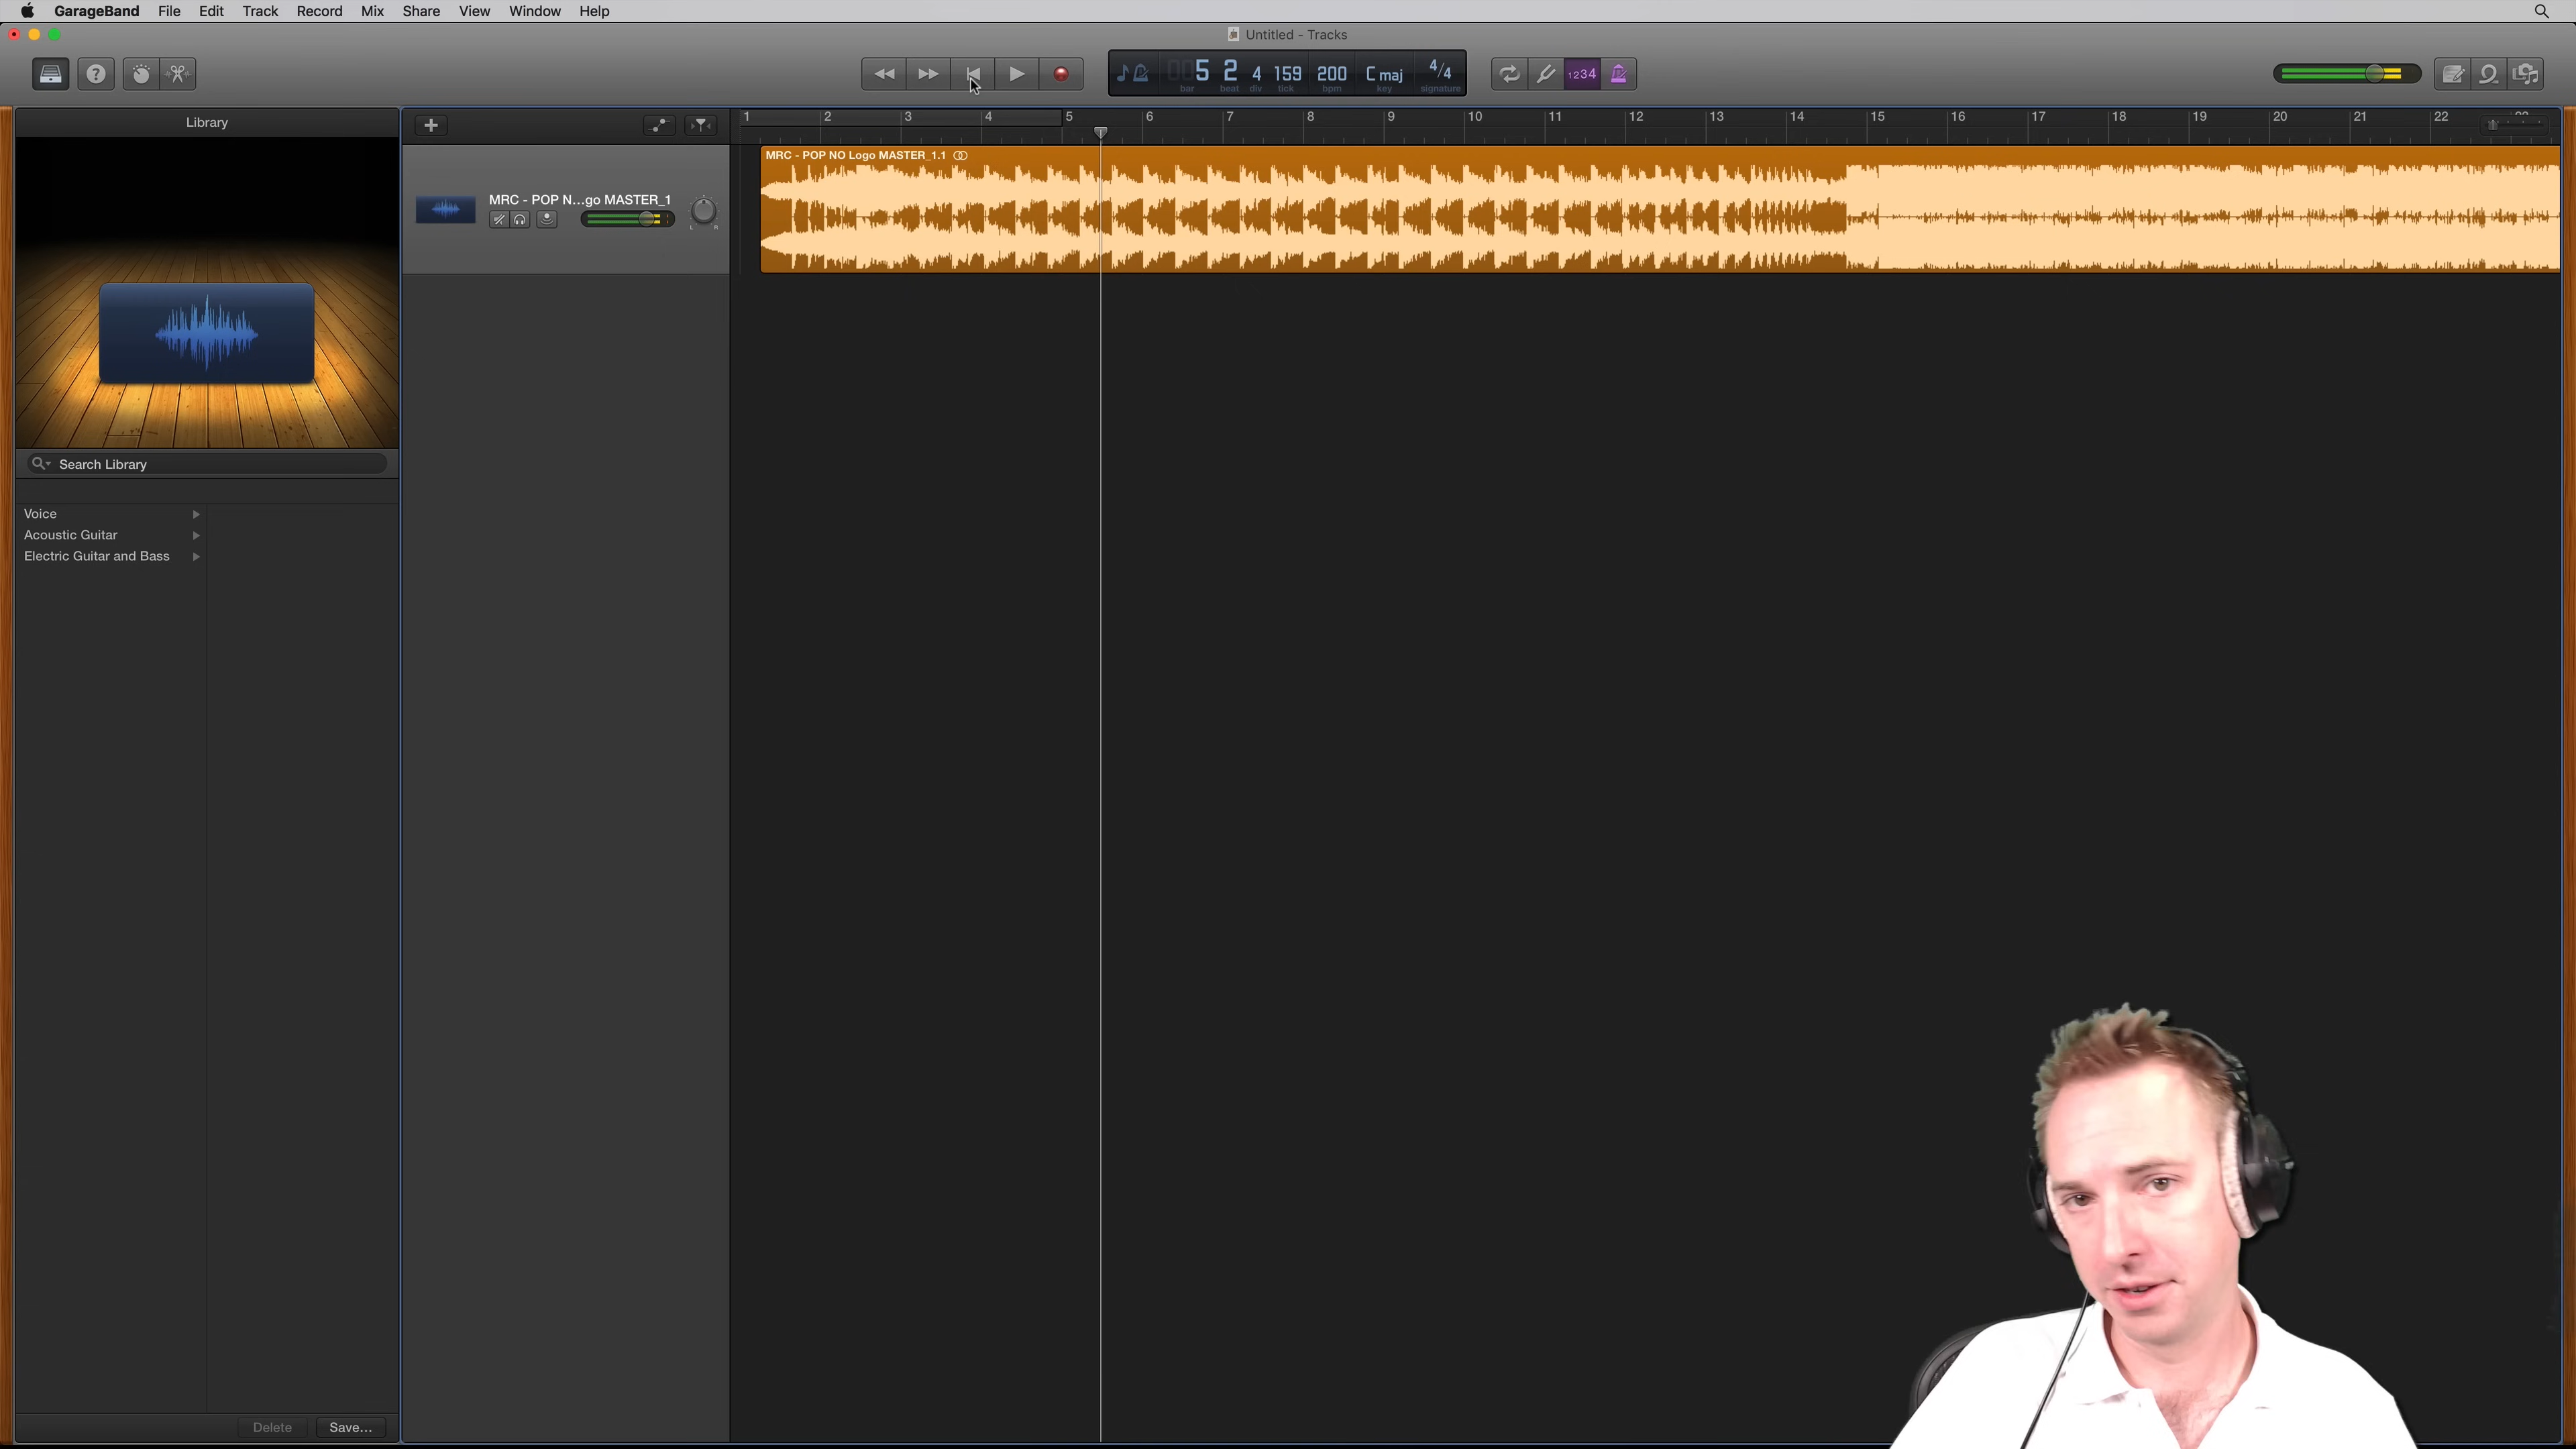 GarageBand File Edit Track Record Mix Share View Window Help
Untitled - Tracks
?
5 2 4 159 200 C maj 4/4
bar beat div tick bpm key signature
1234
Library
1 2 3 4 5 6 7 8 9 10 11 12 13 14 15 16 17 18 19 20 21 22
MRC - POP NO Logo MASTER_1.1
MRC - POP N...go MASTER_1
L R
Search Library
Voice
Acoustic Guitar
Electric Guitar and Bass
Delete Save...